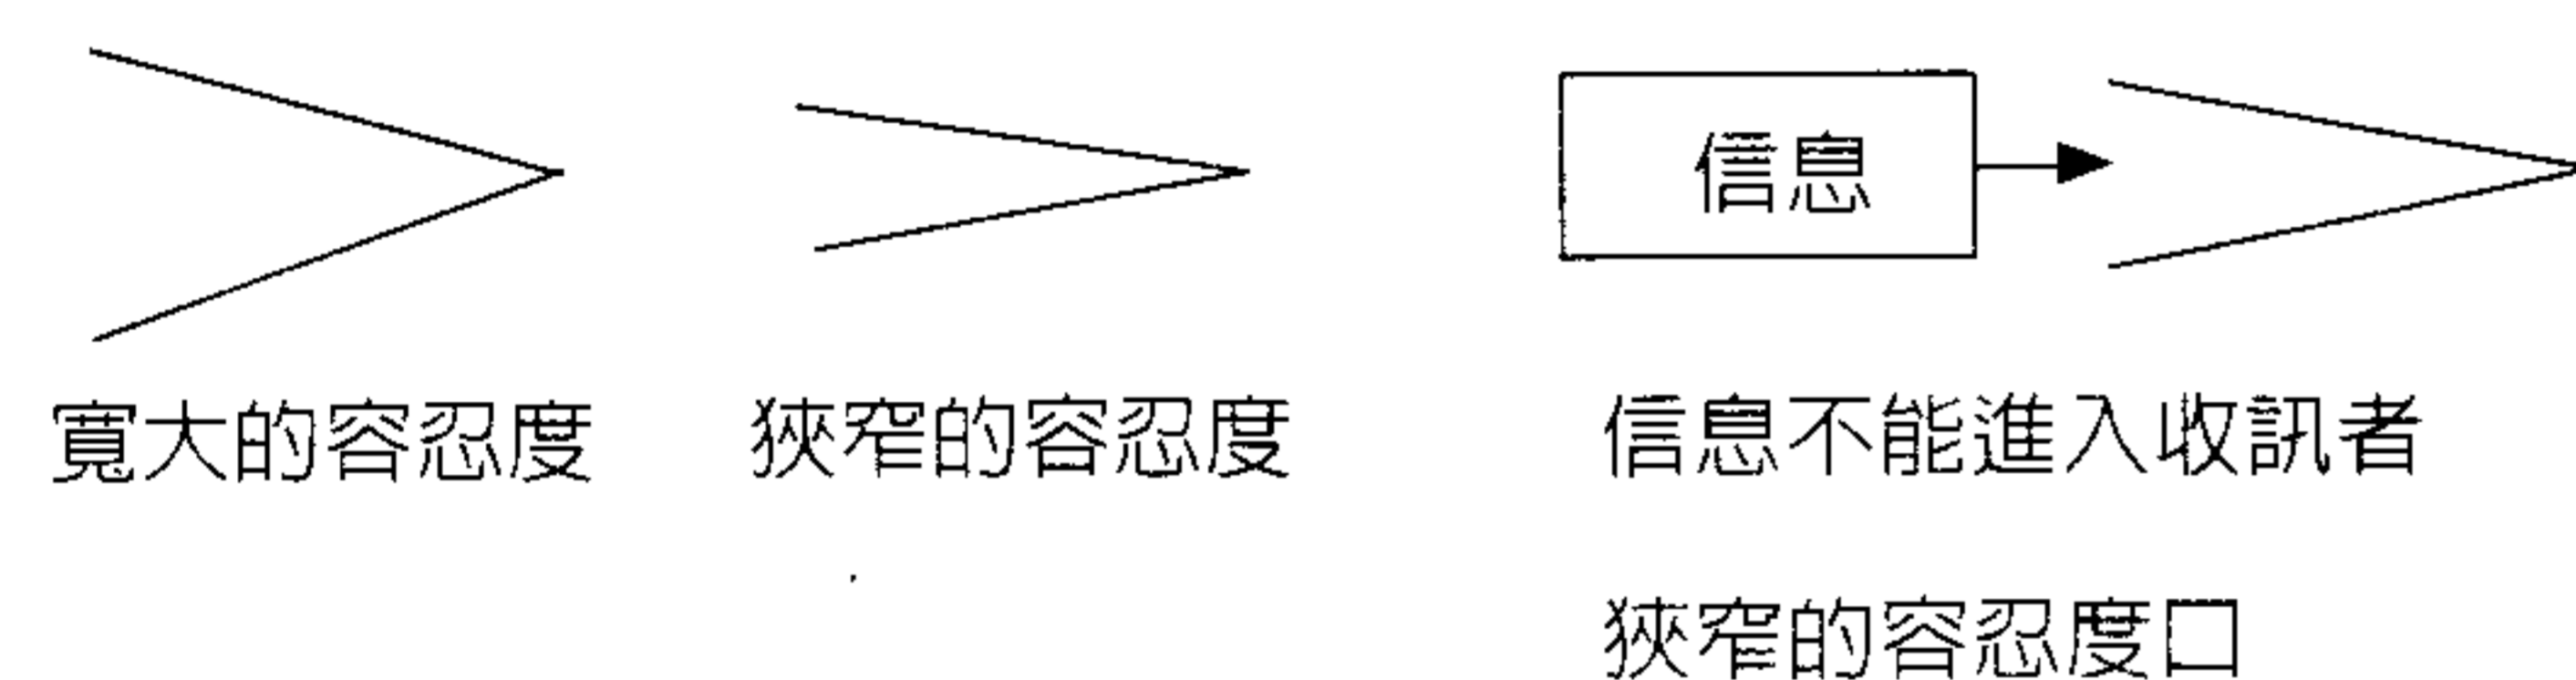 信息
寬大的容忍度
狹窄的容忍度
信息不能進入收訊者
狹窄的容忍度口